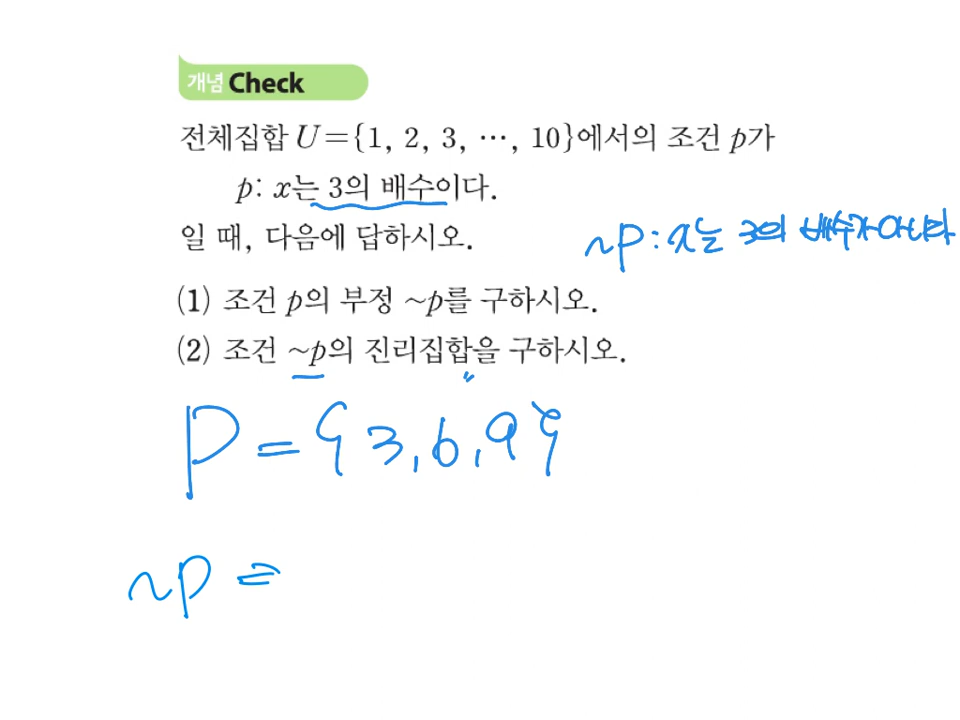 개념 Check
전체집합 U={1, 2, 3, ⋯, 10}에서의 조건 p가
p: x는 3의 배수이다.
일 때, 다음에 답하시오.
~p : x는 3의 배수가 아니다
(1) 조건 p의 부정 ~p를 구하시오.
(2) 조건 ~p의 진리집합을 구하시오.
P = { 3, 6, 9 }
~p =